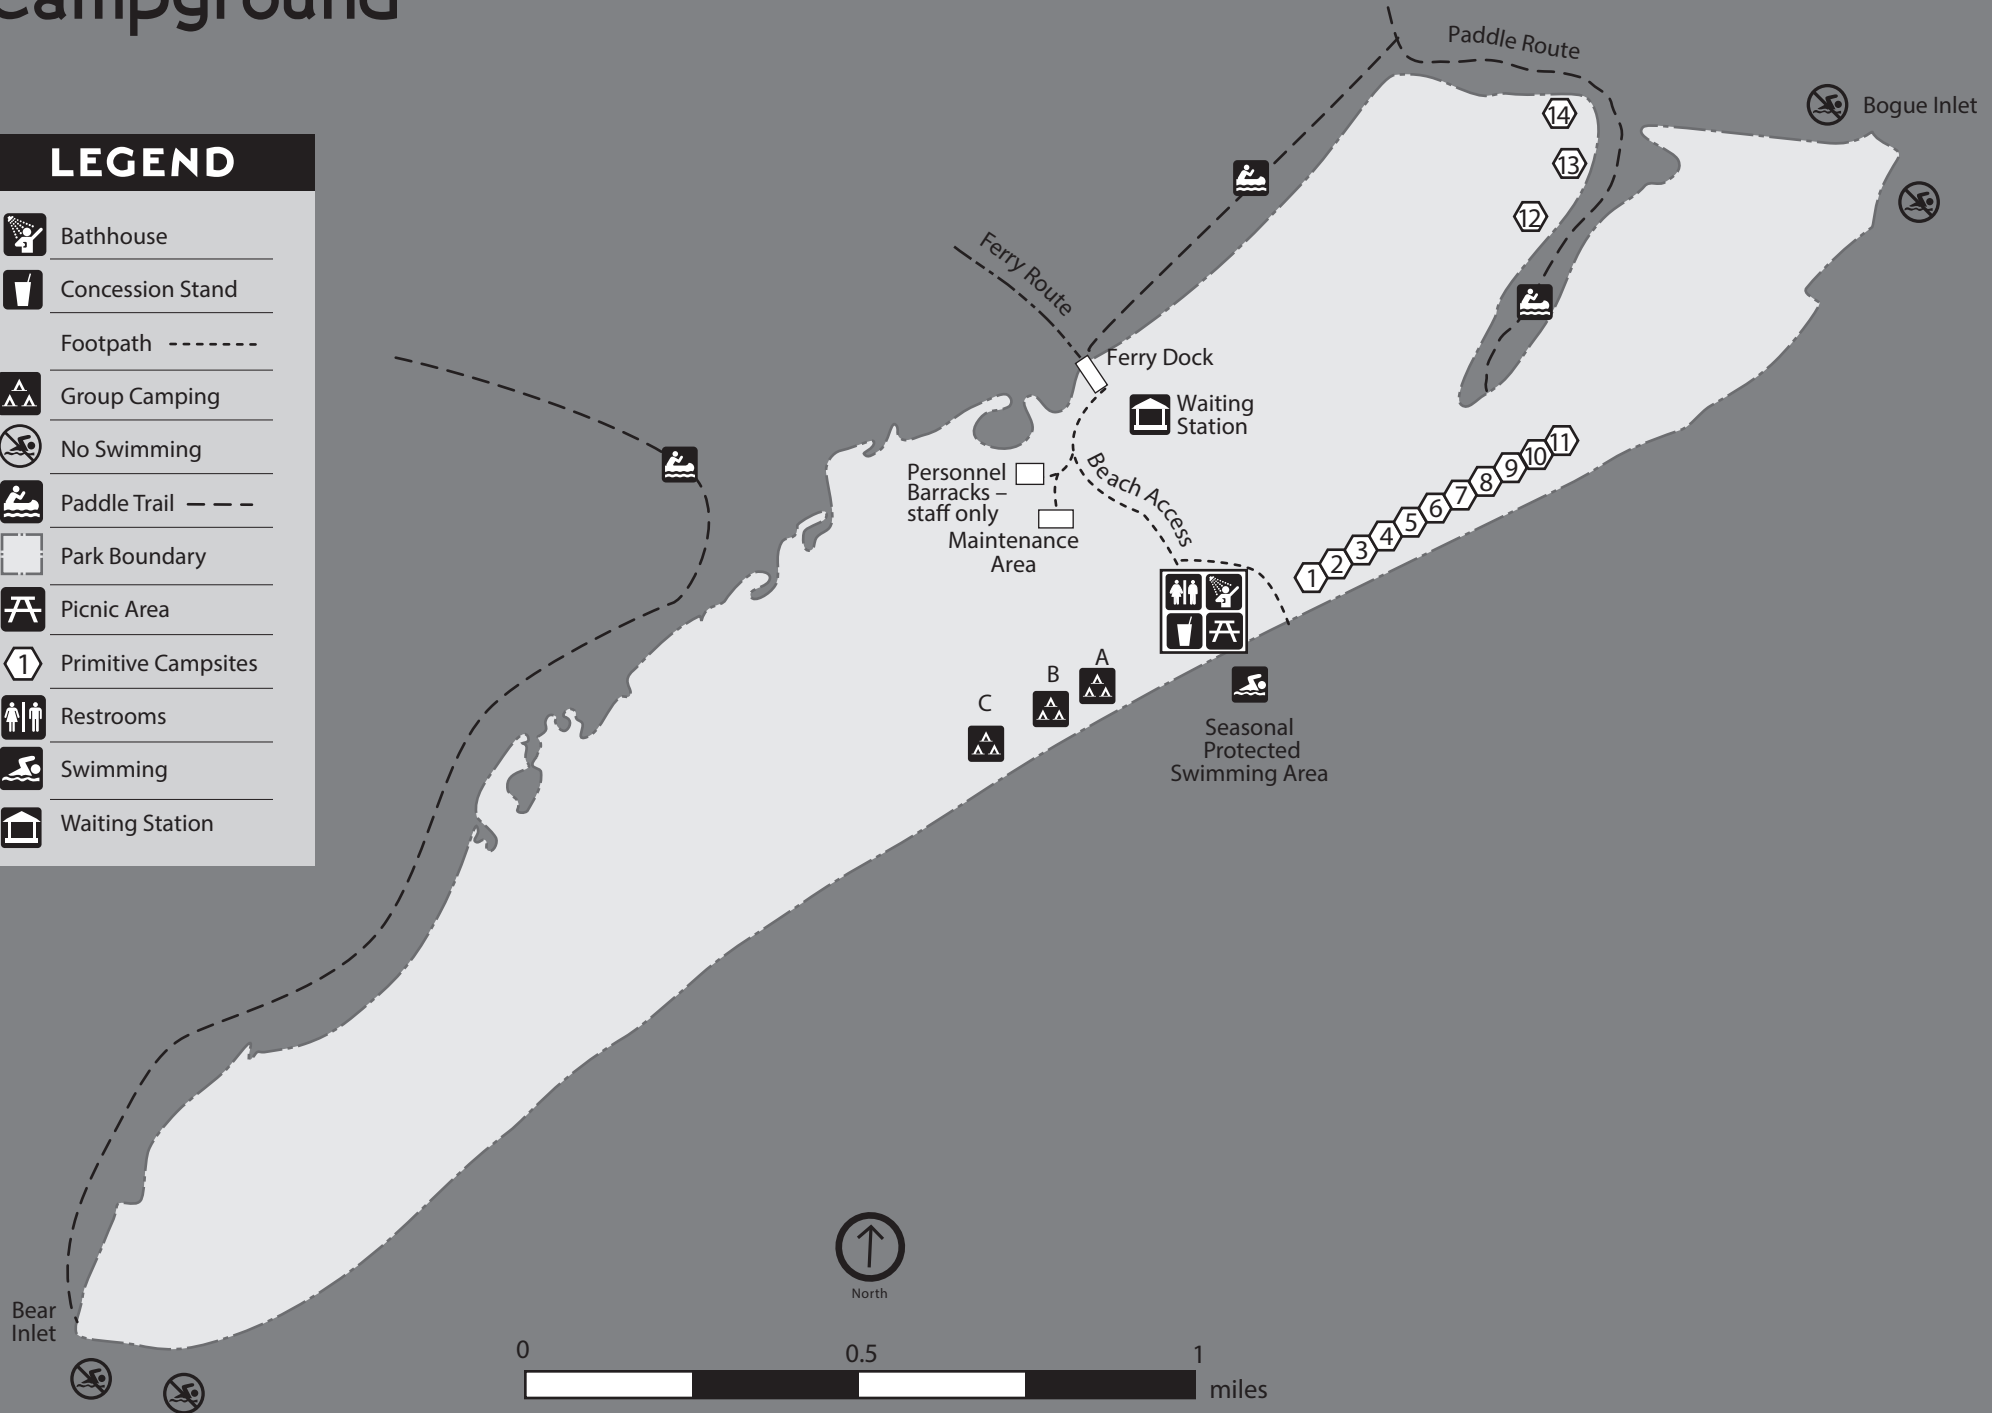 Campground
LEGEND
Bathhouse
Concession Stand
Footpath
Group Camping
No Swimming
Paddle Trail
Park Boundary
Picnic Area
1
Primitive Campsites
Restrooms
Swimming
Waiting Station
Paddle Route
Bogue Inlet
14
13
12
Ferry Route
Ferry Dock
Waiting
Station
Personnel
Barracks –
staff only
Maintenance
Area
Beach Access
11
10
9
8
7
6
5
4
3
2
1
A
B
C
Seasonal
Protected
Swimming Area
Bear
Inlet
North
0
0.5
1
miles